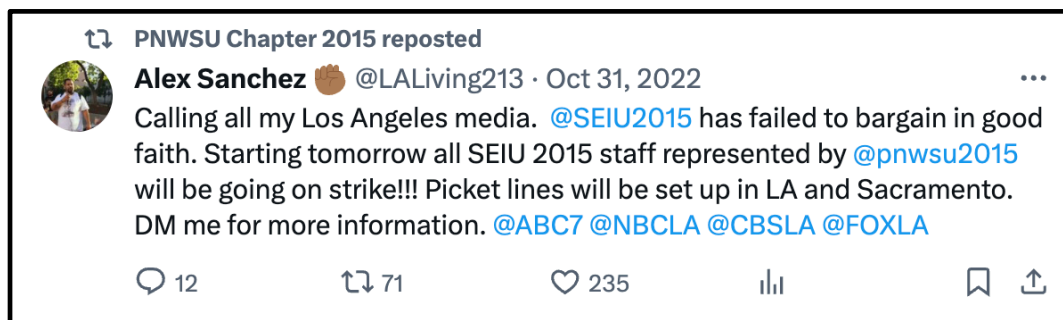 PNWSU Chapter 2015 reposted
Alex Sanchez ✊🏾 @LALiving213 · Oct 31, 2022
Calling all my Los Angeles media. @SEIU2015 has failed to bargain in good
faith. Starting tomorrow all SEIU 2015 staff represented by @pnwsu2015
will be going on strike!!! Picket lines will be set up in LA and Sacramento.
DM me for more information. @ABC7 @NBCLA @CBSLA @FOXLA
12 71 235